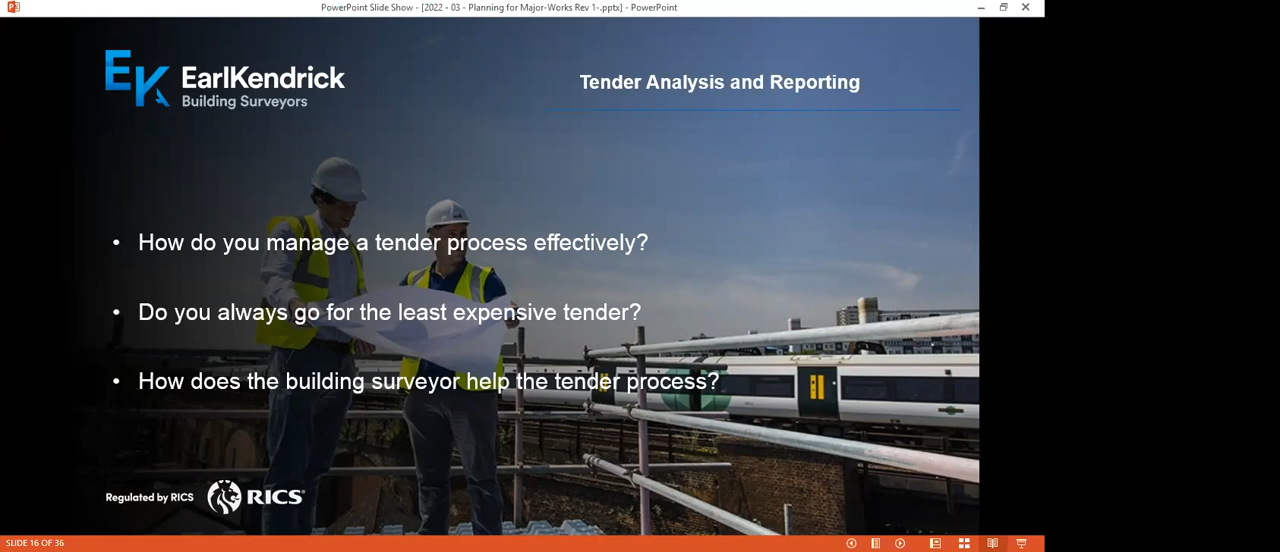 PowerPoint Slide Show - [2022 - 03 - Planning for Major-Works Rev 1-.pptx] - PowerPoint
EK EarlKendrick
Building Surveyors
Tender Analysis and Reporting
• How do you manage a tender process effectively?
• Do you always go for the least expensive tender?
• How does the building surveyor help the tender process?
Regulated by RICS RICS
SLIDE 16 OF 36